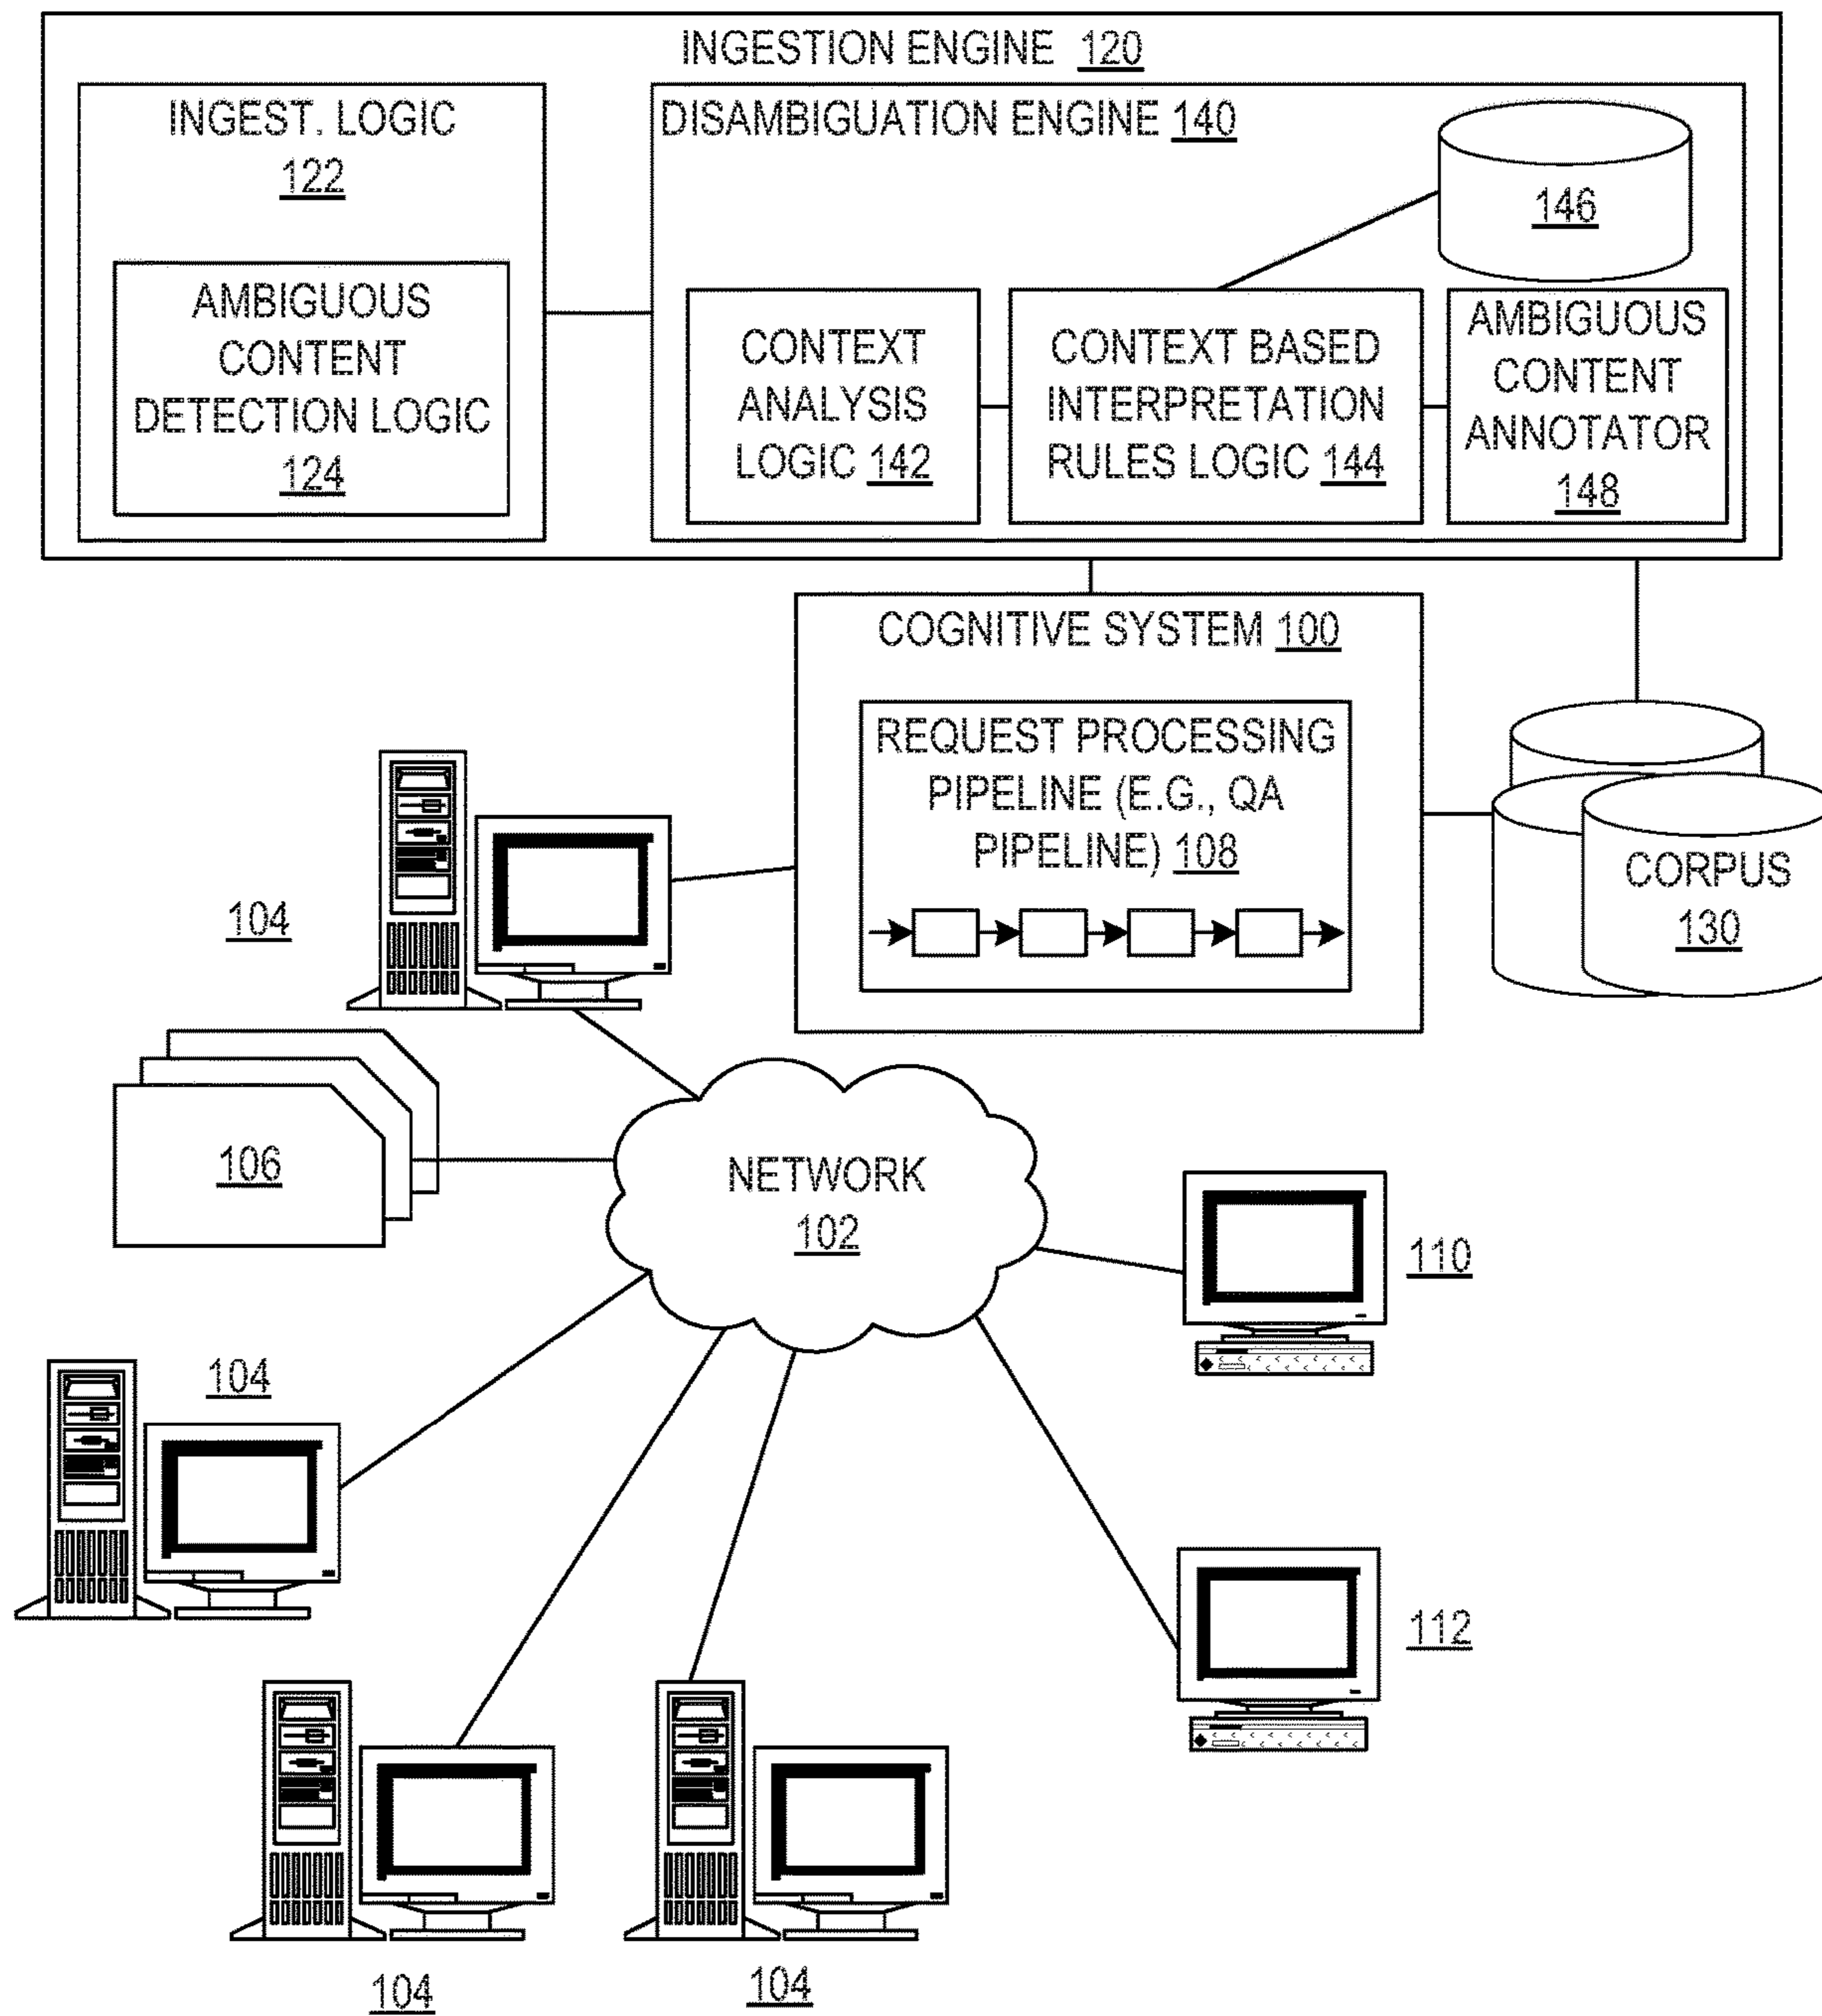 INGESTION ENGINE 120
INGEST. LOGIC
122
AMBIGUOUS
CONTENT
DETECTION LOGIC
124
DISAMBIGUATION ENGINE 140
146
CONTEXT
ANALYSIS
LOGIC 142
CONTEXT BASED
INTERPRETATION
RULES LOGIC 144
AMBIGUOUS
CONTENT
ANNOTATOR
148
COGNITIVE SYSTEM 100
REQUEST PROCESSING
PIPELINE (E.G., QA
PIPELINE) 108
CORPUS
130
104
106
NETWORK
102
110
104
112
104
104